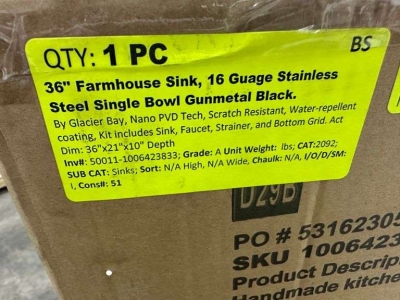 QTY: 1 PC
BS
36" Farmhouse Sink, 16 Guage Stainless
Steel Single Bowl Gunmetal Black.
By Glacier Bay, Nano PVD Tech, Scratch Resistant, Water-repellent
coating, Kit includes Sink, Faucet, Strainer, and Bottom Grid. Act
Dim: 36"x21"x10" Depth
Inv#: 50011-1006423833; Grade: A Unit Weight: lbs; CAT:2092;
SUB CAT: Sinks; Sort: N/A High, N/A Wide, Chaulk: N/A, I/O/D/SM:
I, Cons#: 51
D29B
PO # 53162305
SKU 1006423
Product Descrip
Handmade kitche